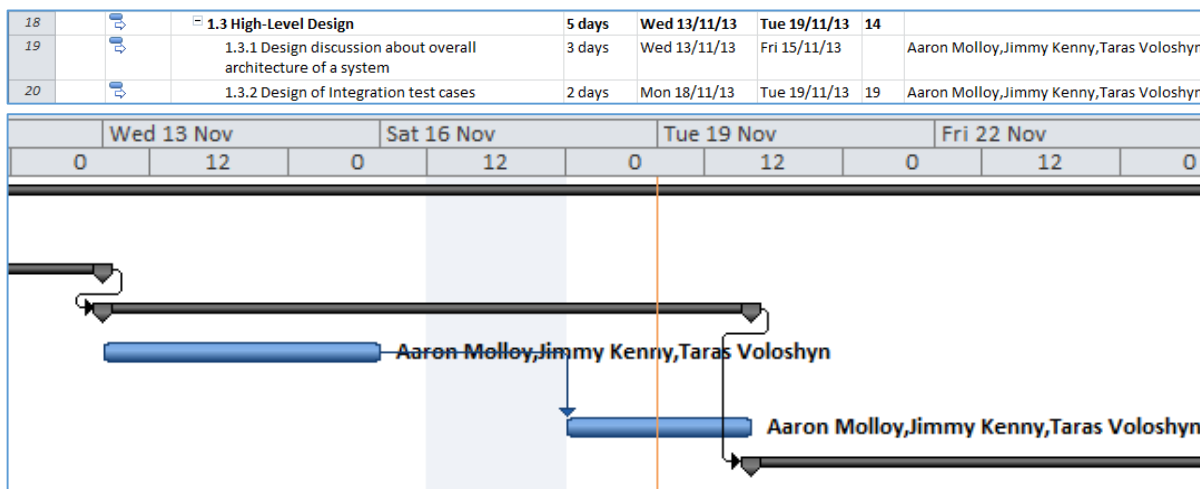 18 1.3 High-Level Design 5 days Wed 13/11/13 Tue 19/11/13 14
19 1.3.1 Design discussion about overall 3 days Wed 13/11/13 Fri 15/11/13 Aaron Molloy,Jimmy Kenny,Taras Voloshyn
architecture of a system
20 1.3.2 Design of Integration test cases 2 days Mon 18/11/13 Tue 19/11/13 19 Aaron Molloy,Jimmy Kenny,Taras Voloshyn
Wed 13 Nov Sat 16 Nov Tue 19 Nov Fri 22 Nov
0 12 0 12 0 12 0 12 0
Aaron Molloy,Jimmy Kenny,Taras Voloshyn
Aaron Molloy,Jimmy Kenny,Taras Voloshyn